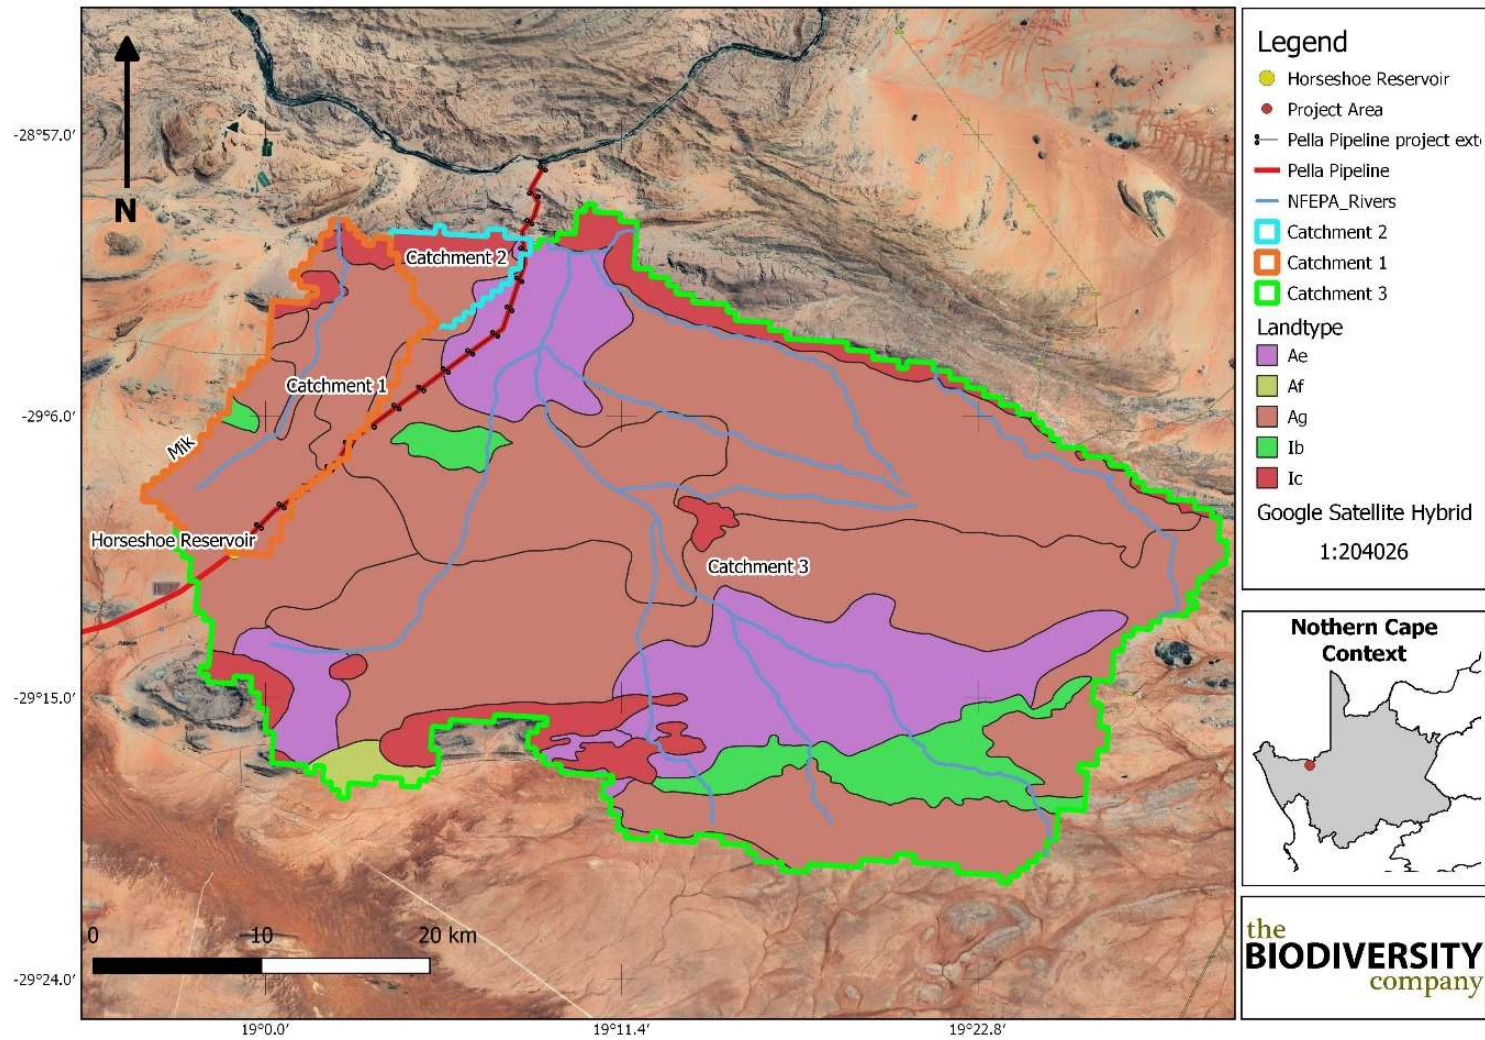 N
-28°57.0'
-29°6.0'
-29°15.0'
-29°24.0'
19°0.0'
19°11.4'
19°22.8'
Catchment 2
Catchment 1
Mik
Horseshoe Reservoir
Catchment 3
0 10 20 km
Legend
Horseshoe Reservoir
Project Area
Pella Pipeline project ext
Pella Pipeline
NFEPA_Rivers
Catchment 2
Catchment 1
Catchment 3
Landtype
Ae
Af
Ag
Ib
Ic
Google Satellite Hybrid
1:204026
Nothern Cape
Context
the
BIODIVERSITY
company